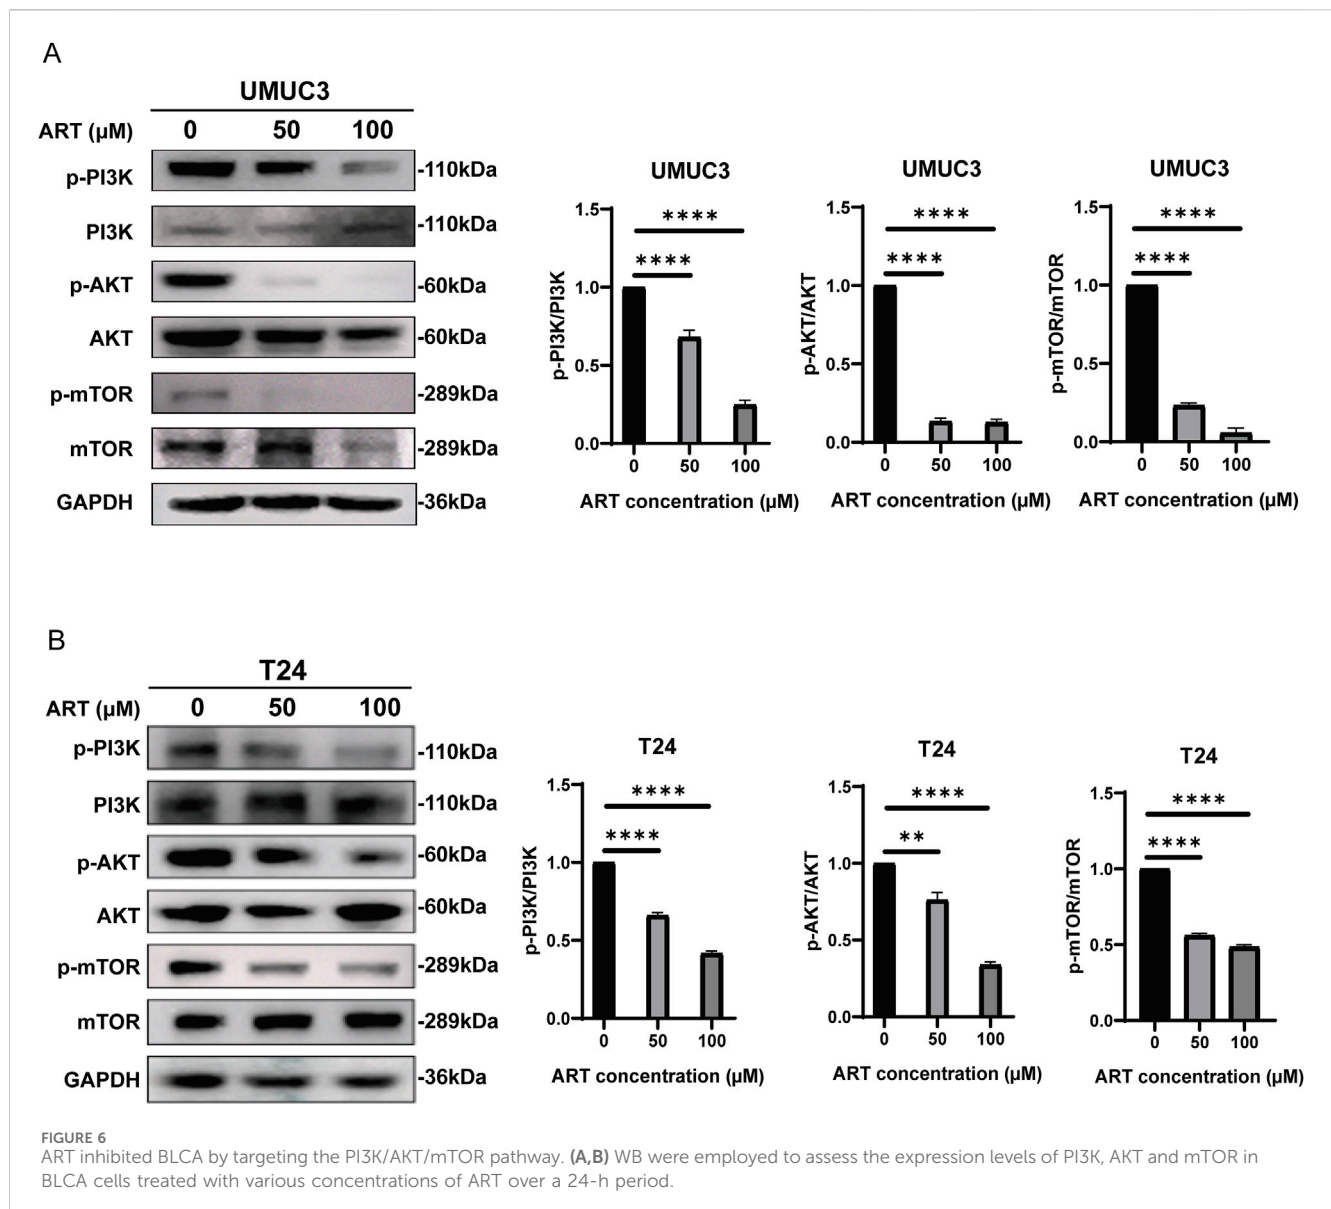 A
UMUC3
ART (μM) 0 50 100
p-PI3K -110kDa
PI3K -110kDa
p-AKT -60kDa
AKT -60kDa
p-mTOR -289kDa
mTOR -289kDa
GAPDH -36kDa
UMUC3
p-PI3K/PI3K
1.5
1.0
0.5
0.0
****
****
0 50 100
ART concentration (μM)
UMUC3
p-AKT/AKT
1.5
1.0
0.5
0.0
****
****
0 50 100
ART concentration (μM)
UMUC3
p-mTOR/mTOR
1.5
1.0
0.5
0.0
****
****
0 50 100
ART concentration (μM)
B
T24
ART (μM) 0 50 100
p-PI3K -110kDa
PI3K -110kDa
p-AKT -60kDa
AKT -60kDa
p-mTOR -289kDa
mTOR -289kDa
GAPDH -36kDa
T24
p-PI3K/PI3K
1.5
1.0
0.5
0.0
****
****
0 50 100
ART concentration (μM)
T24
p-AKT/AKT
1.5
1.0
0.5
0.0
****
**
0 50 100
ART concentration (μM)
T24
p-mTOR/mTOR
1.5
1.0
0.5
0.0
****
****
0 50 100
ART concentration (μM)
FIGURE 6
ART inhibited BLCA by targeting the PI3K/AKT/mTOR pathway. (A,B) WB were employed to assess the expression levels of PI3K, AKT and mTOR in
BLCA cells treated with various concentrations of ART over a 24-h period.